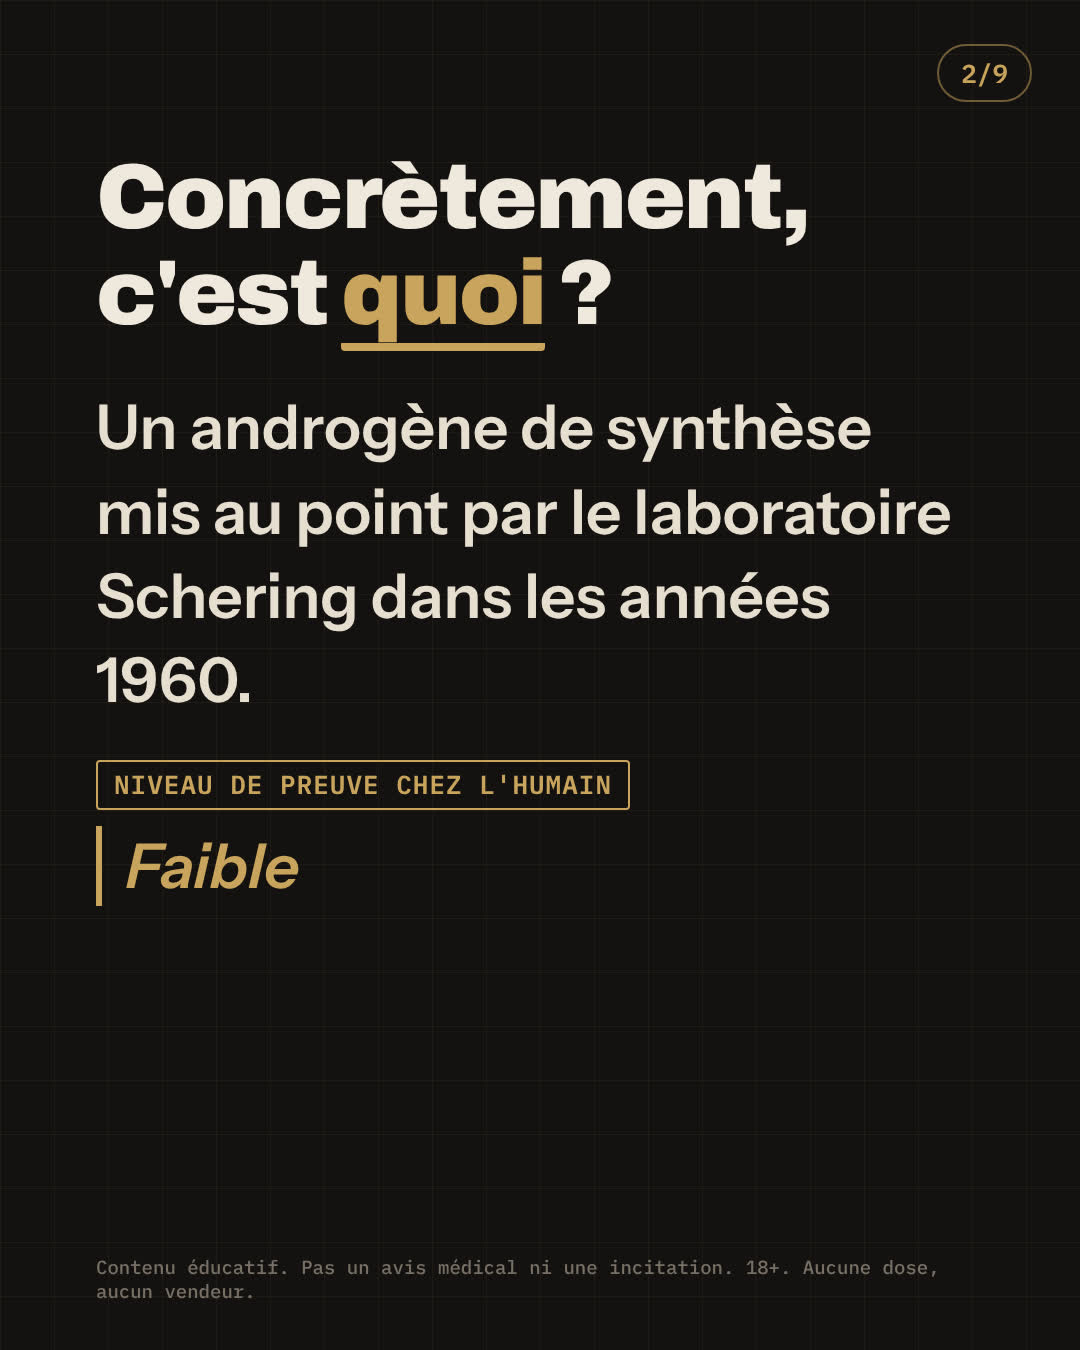 2/9
Concrètement,
c'est quoi ?
Un androgène de synthèse
mis au point par le laboratoire
Schering dans les années
1960.
NIVEAU DE PREUVE CHEZ L'HUMAIN
Faible
Contenu éducatif. Pas un avis médical ni une incitation. 18+. Aucune dose,
aucun vendeur.